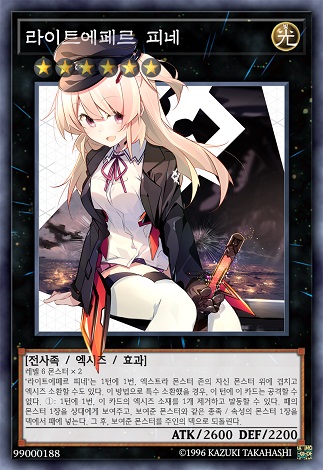 라이트에페르 피네
光
[전사족 / 엑시즈 / 효과]
레벨 6 몬스터 × 2
'라이트에페르 피네'는 1턴에 1번, 엑스트라 몬스터 존의 자신 몬스터 위에 겹치고
엑시즈 소환할 수도 있다. 이 방법으로 특수 소환했을 경우, 이 턴에 이 카드는 공격할 수
없다. ①: 1턴에 1번, 이 카드의 엑시즈 소재를 1개 제거하고 발동할 수 있다. 패의
몬스터 1장을 상대에게 보여주고, 보여준 몬스터와 같은 종족 / 속성의 몬스터 1장을
덱에서 패에 넣는다. 그 후, 보여준 몬스터를 주인의 덱으로 되돌린다.
ATK/2600 DEF/2200
99000188
©1996 KAZUKI TAKAHASHI